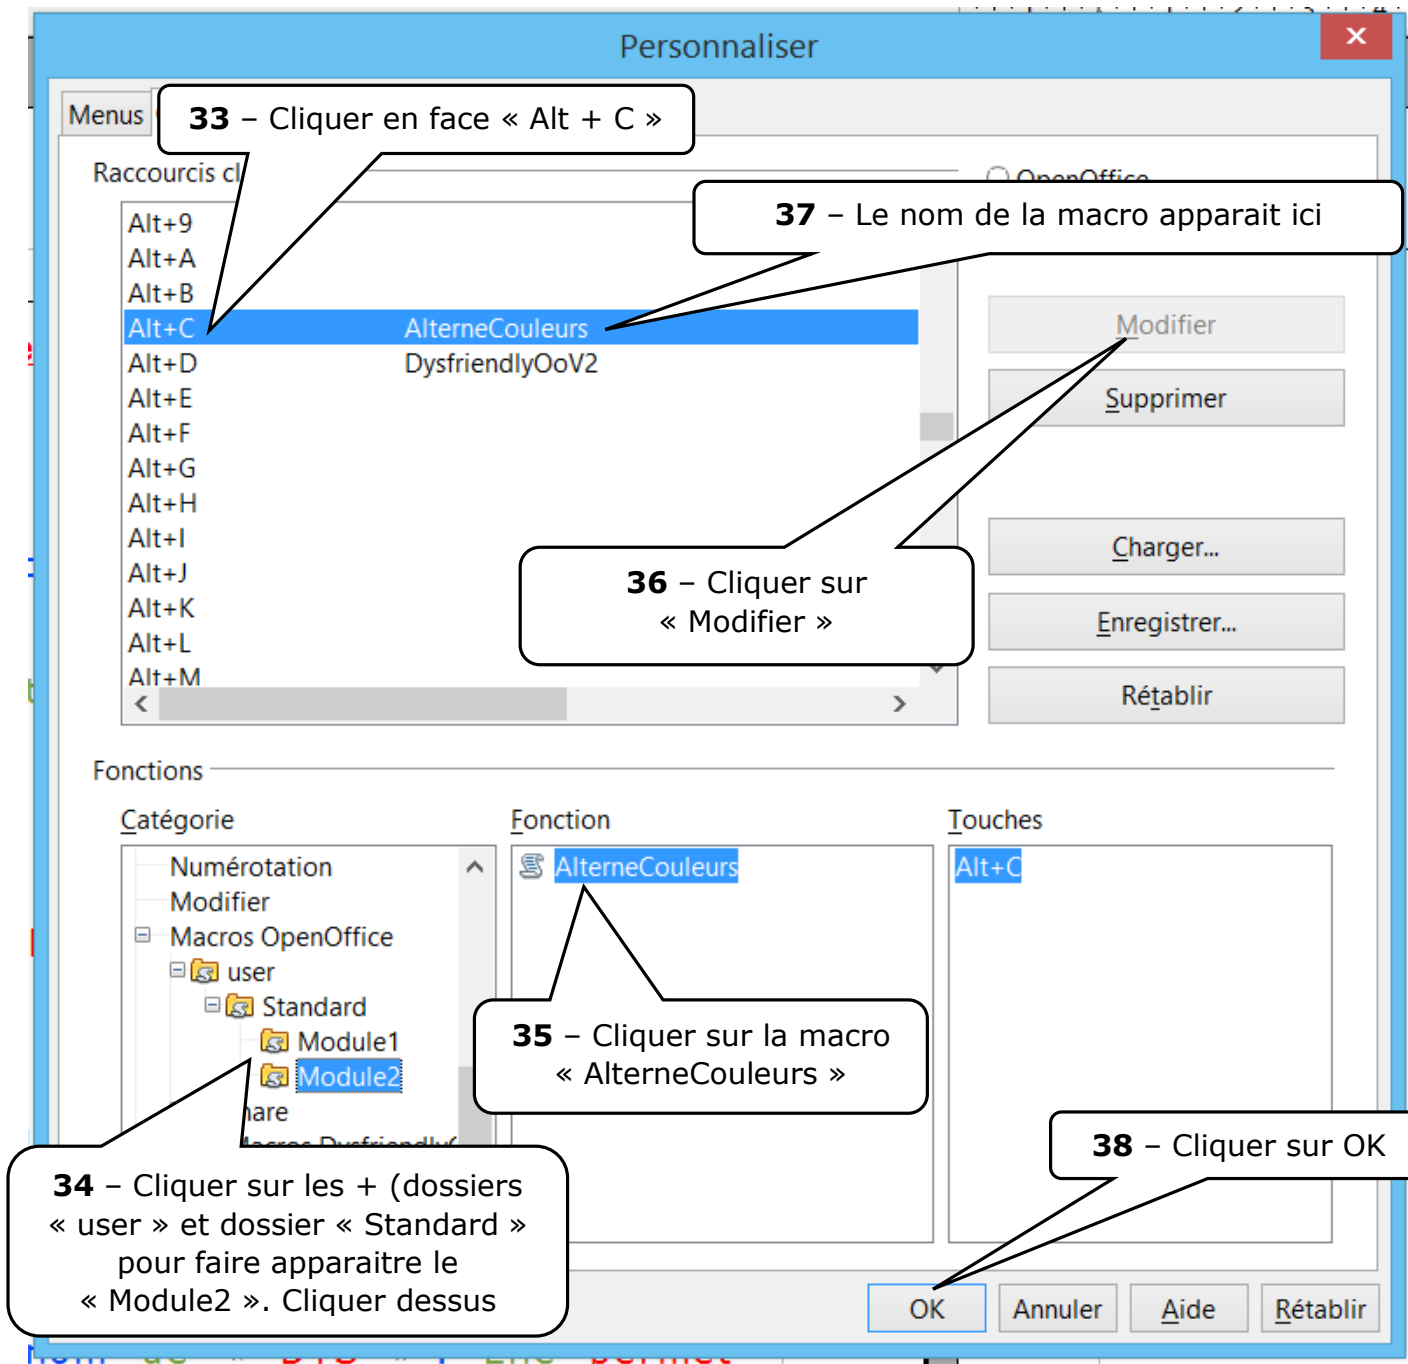 Personnaliser
Menus
33 – Cliquer en face « Alt + C »
Raccourcis cl
OpenOffice
37 – Le nom de la macro apparait ici
Alt+9
Alt+A
Alt+B
Alt+C AlterneCouleurs
Alt+D DysfriendlyOoV2
Alt+E
Alt+F
Alt+G
Alt+H
Alt+I
Alt+J
Alt+K
Alt+L
Alt+M
Modifier
Supprimer
36 – Cliquer sur
« Modifier »
Charger...
Enregistrer...
Rétablir
Fonctions
Catégorie
Numérotation
Modifier
Macros OpenOffice
user
Standard
Module1
Module2
hare
Macros Dysfriendly
Fonction
AlterneCouleurs
Touches
Alt+C
35 – Cliquer sur la macro
« AlterneCouleurs »
34 – Cliquer sur les + (dossiers
« user » et dossier « Standard »
pour faire apparaitre le
« Module2 ». Cliquer dessus
38 – Cliquer sur OK
OK Annuler Aide Rétablir